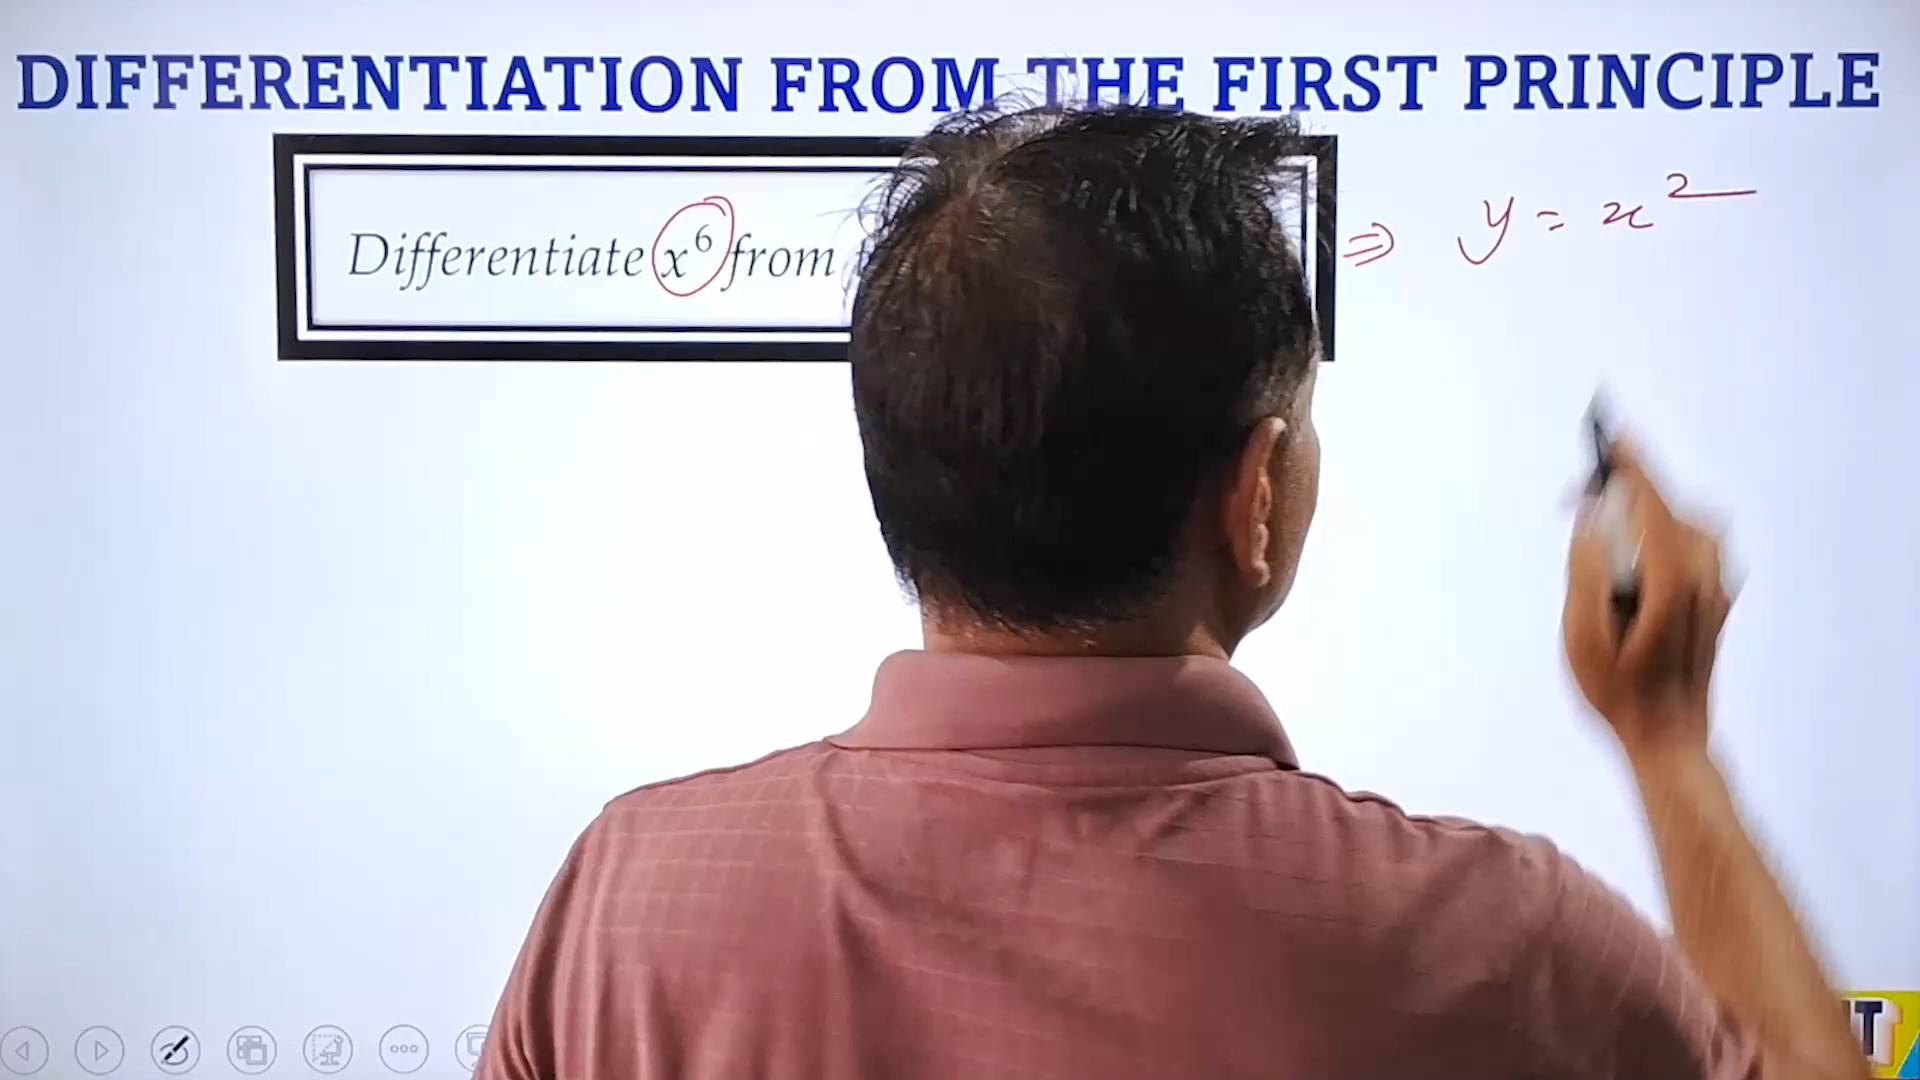 DIFFERENTIATION FROM THE FIRST PRINCIPLE
Differentiate x⁶ from
⇒ y = x²